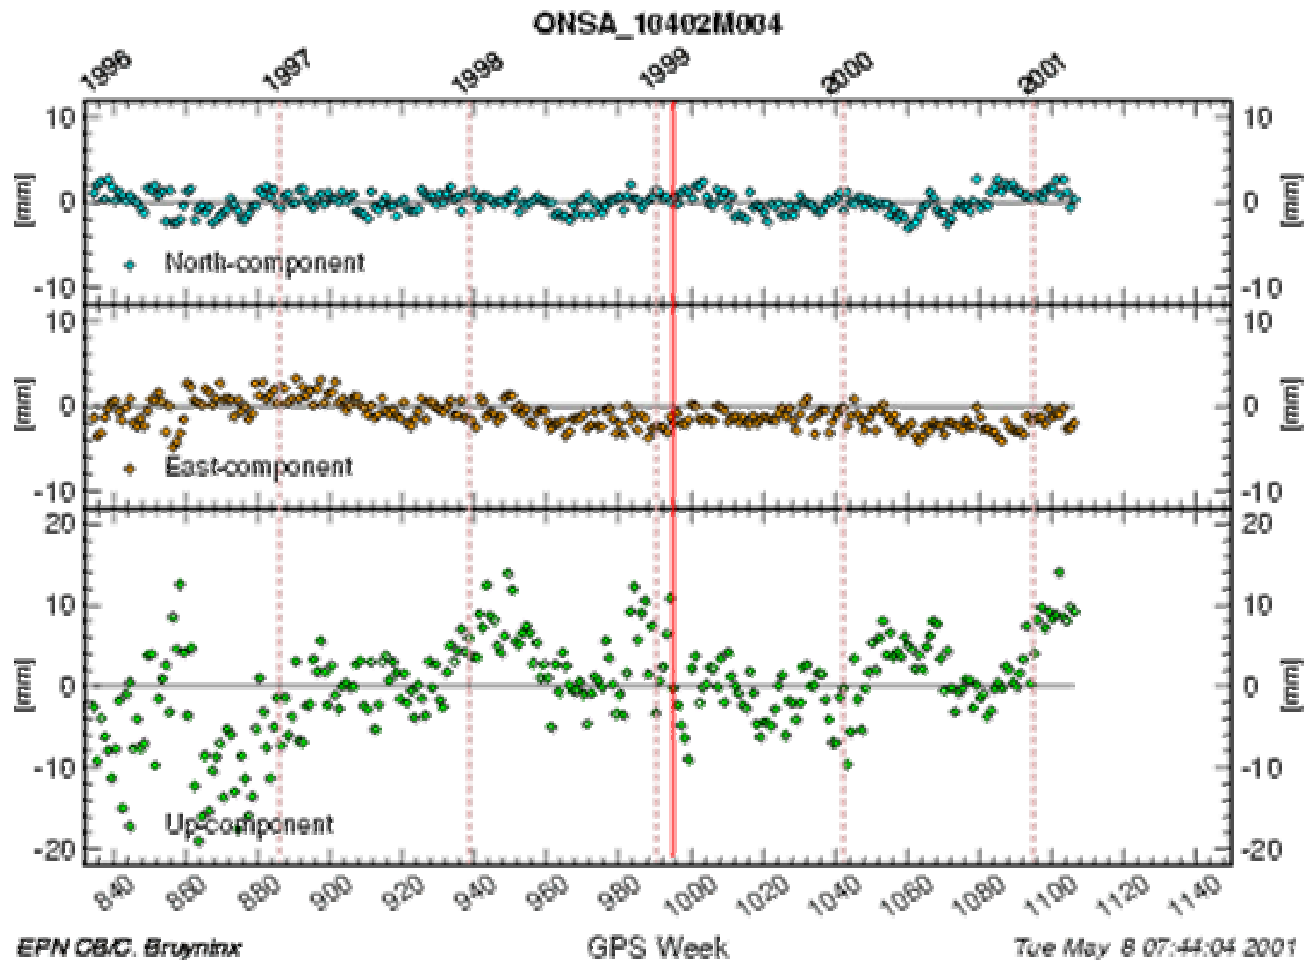 ONSA_10402M004
1996 1997 1998 1999 2000 2001
10 10
[mm] 0 0 [mm]
North-component
-10 -10
10 10
[mm] 0 0 [mm]
East-component
-10 -10
20 20
10 10
[mm] 0 0 [mm]
-10 -10
Up-component
-20 -20
840 860 880 900 920 940 960 980 1000 1020 1040 1060 1080 1100 1120 1140
EPN CB/C. Bruyninx GPS Week Tue May 8 07:44:04 2001